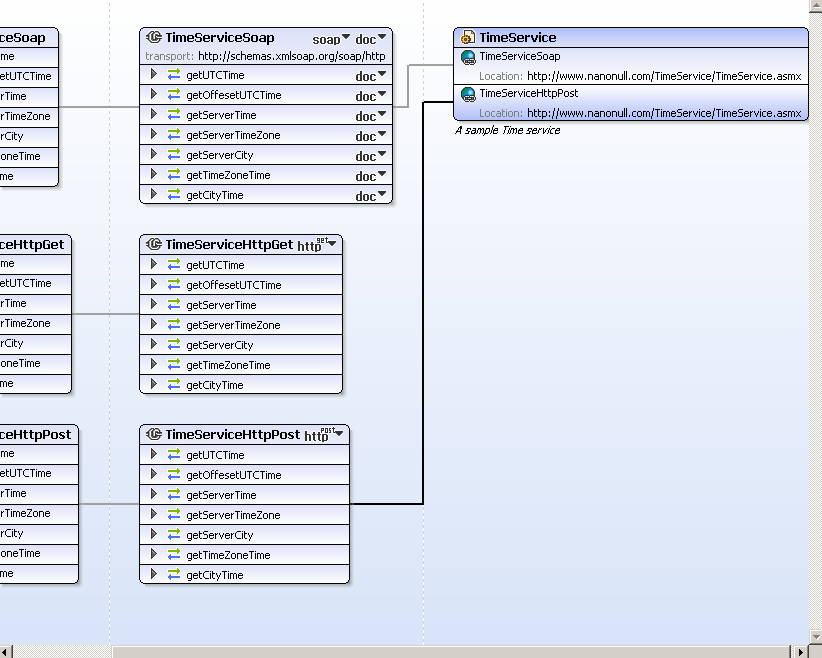 ceSoap
me
etUTCTime
rTime
rTimeZone
rCity
oneTime
me
TimeServiceSoap soap doc
transport: http://schemas.xmlsoap.org/soap/http
getUTCTime doc
getOffesetUTCTime doc
getServerTime doc
getServerTimeZone doc
getServerCity doc
getTimeZoneTime doc
getCityTime doc
TimeService
TimeServiceSoap
Location: http://www.nanonull.com/TimeService/TimeService.asmx
TimeServiceHttpPost
Location: http://www.nanonull.com/TimeService/TimeService.asmx
A sample Time service
ceHttpGet
me
etUTCTime
rTime
rTimeZone
rCity
oneTime
me
TimeServiceHttpGet http get
getUTCTime
getOffesetUTCTime
getServerTime
getServerTimeZone
getServerCity
getTimeZoneTime
getCityTime
ceHttpPost
me
etUTCTime
rTime
rTimeZone
rCity
oneTime
me
TimeServiceHttpPost http post
getUTCTime
getOffesetUTCTime
getServerTime
getServerTimeZone
getServerCity
getTimeZoneTime
getCityTime